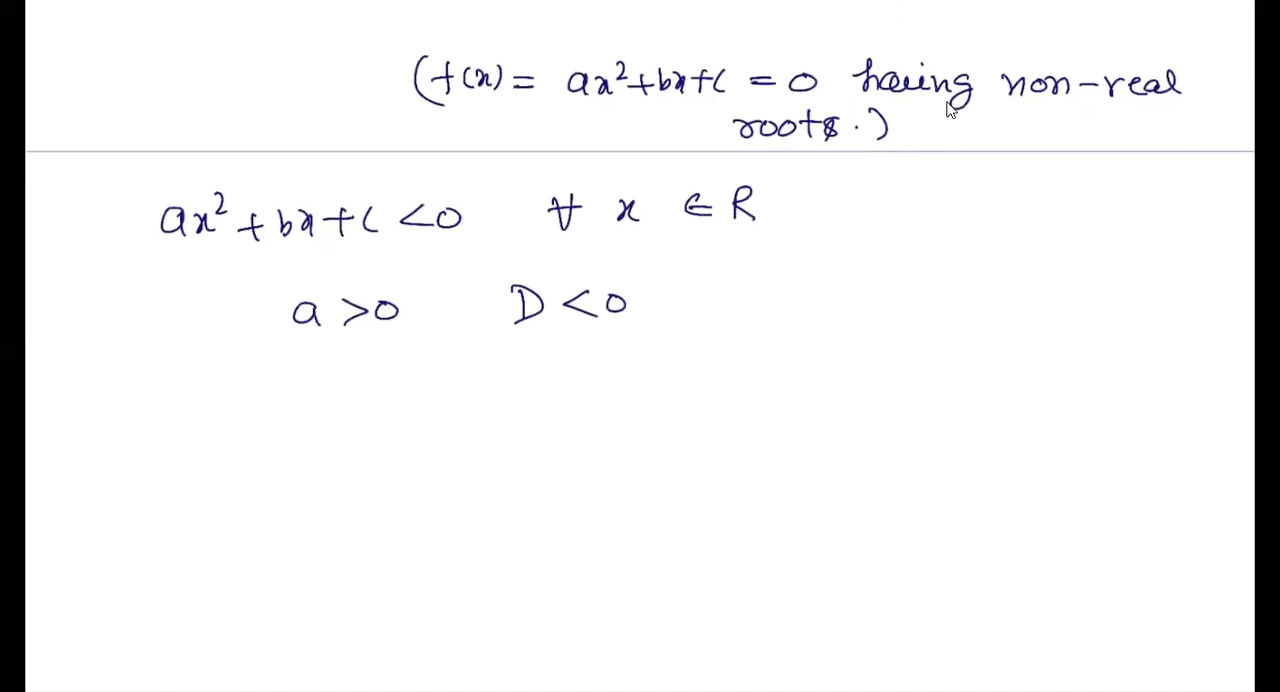 (f(x) = ax²+bx+c = 0 having non-real
roots.)
ax²+bx+c <0 ∀ x ∈ R
a >0 D <0